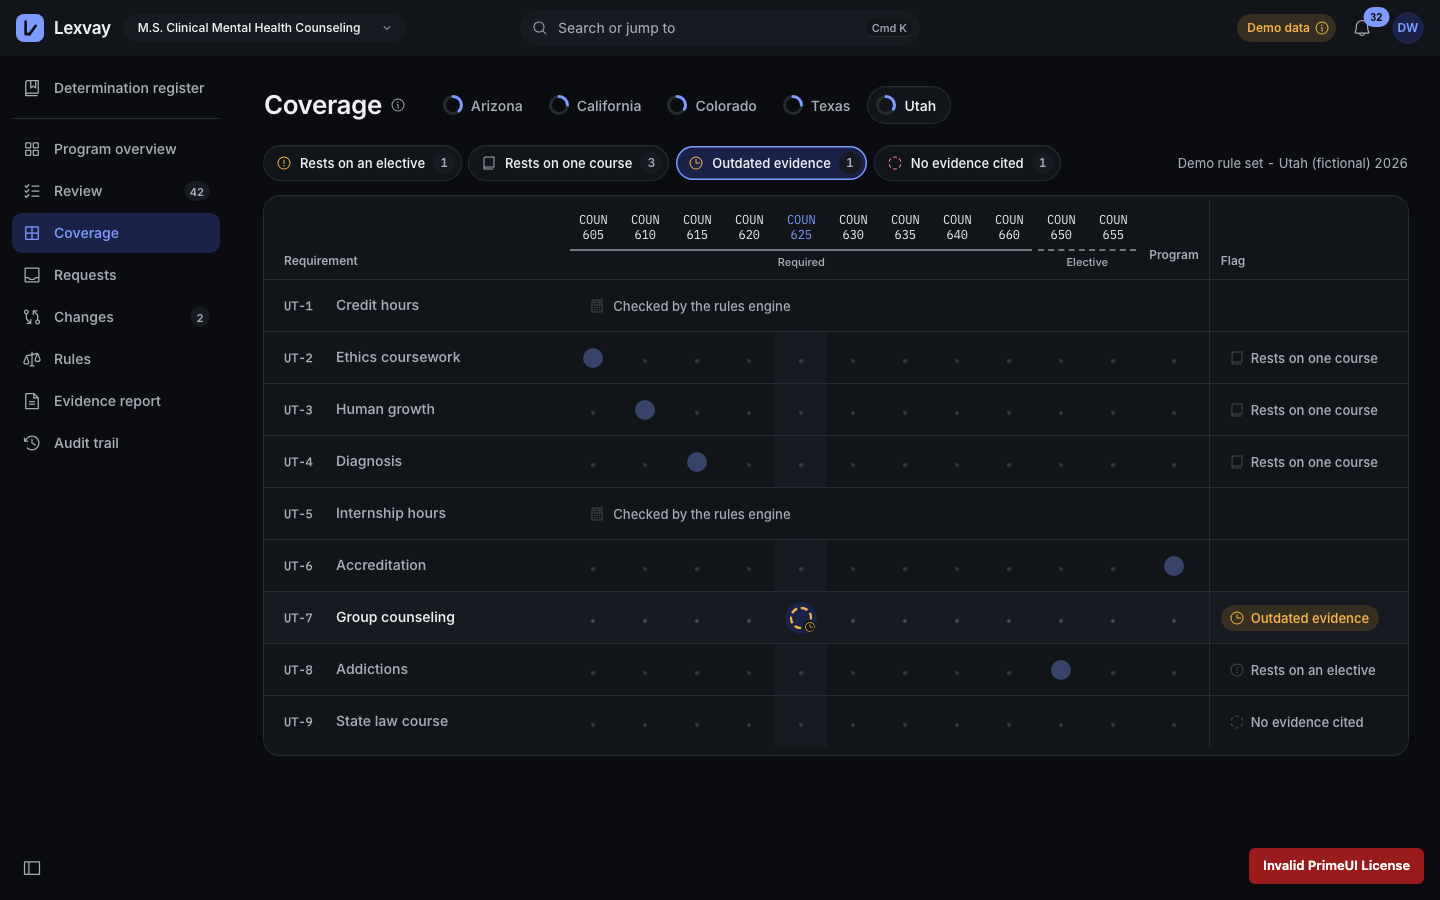 Lexvay
M.S. Clinical Mental Health Counseling
Search or jump to
Cmd K
Demo data
32
DW
Determination register
Program overview
Review 42
Coverage
Requests
Changes 2
Rules
Evidence report
Audit trail
Coverage
Arizona
California
Colorado
Texas
Utah
Rests on an elective 1
Rests on one course 3
Outdated evidence 1
No evidence cited 1
Demo rule set - Utah (fictional) 2026
Requirement
COUN 605
COUN 610
COUN 615
COUN 620
COUN 625
COUN 630
COUN 635
COUN 640
COUN 660
COUN 650
COUN 655
Required
Elective
Program
Flag
UT-1 Credit hours Checked by the rules engine
UT-2 Ethics coursework Rests on one course
UT-3 Human growth Rests on one course
UT-4 Diagnosis Rests on one course
UT-5 Internship hours Checked by the rules engine
UT-6 Accreditation
UT-7 Group counseling Outdated evidence
UT-8 Addictions Rests on an elective
UT-9 State law course No evidence cited
Invalid PrimeUI License